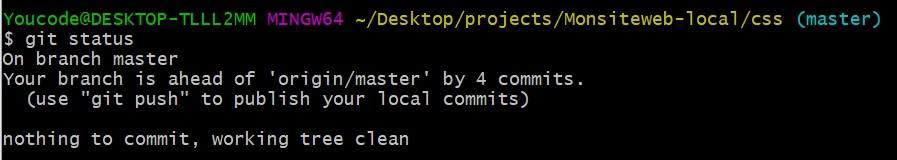 Youcode@DESKTOP-TLLL2MM MINGW64 ~/Desktop/projects/Monsiteweb-local/css (master)
$ git status
On branch master
Your branch is ahead of 'origin/master' by 4 commits.
  (use "git push" to publish your local commits)

nothing to commit, working tree clean